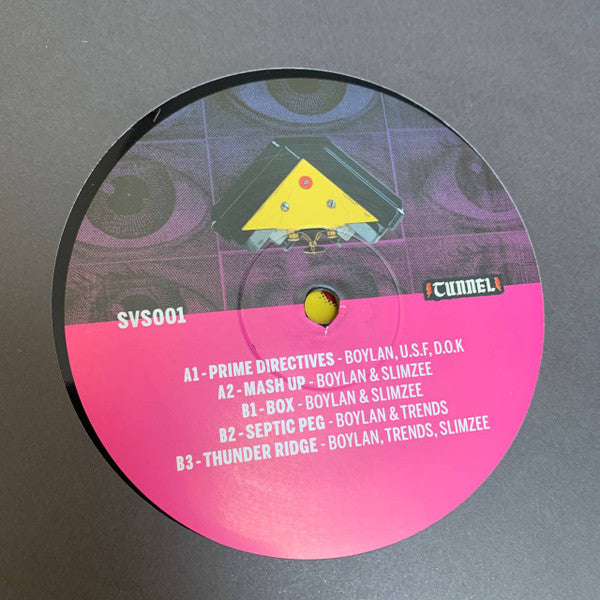 SVS001
TUNNEL
A1 - PRIME DIRECTIVES - BOYLAN, U.S.F, D.O.K
A2 - MASH UP - BOYLAN & SLIMZEE
B1 - BOX - BOYLAN & SLIMZEE
B2 - SEPTIC PEG - BOYLAN & TRENDS
B3 - THUNDER RIDGE - BOYLAN, TRENDS, SLIMZEE